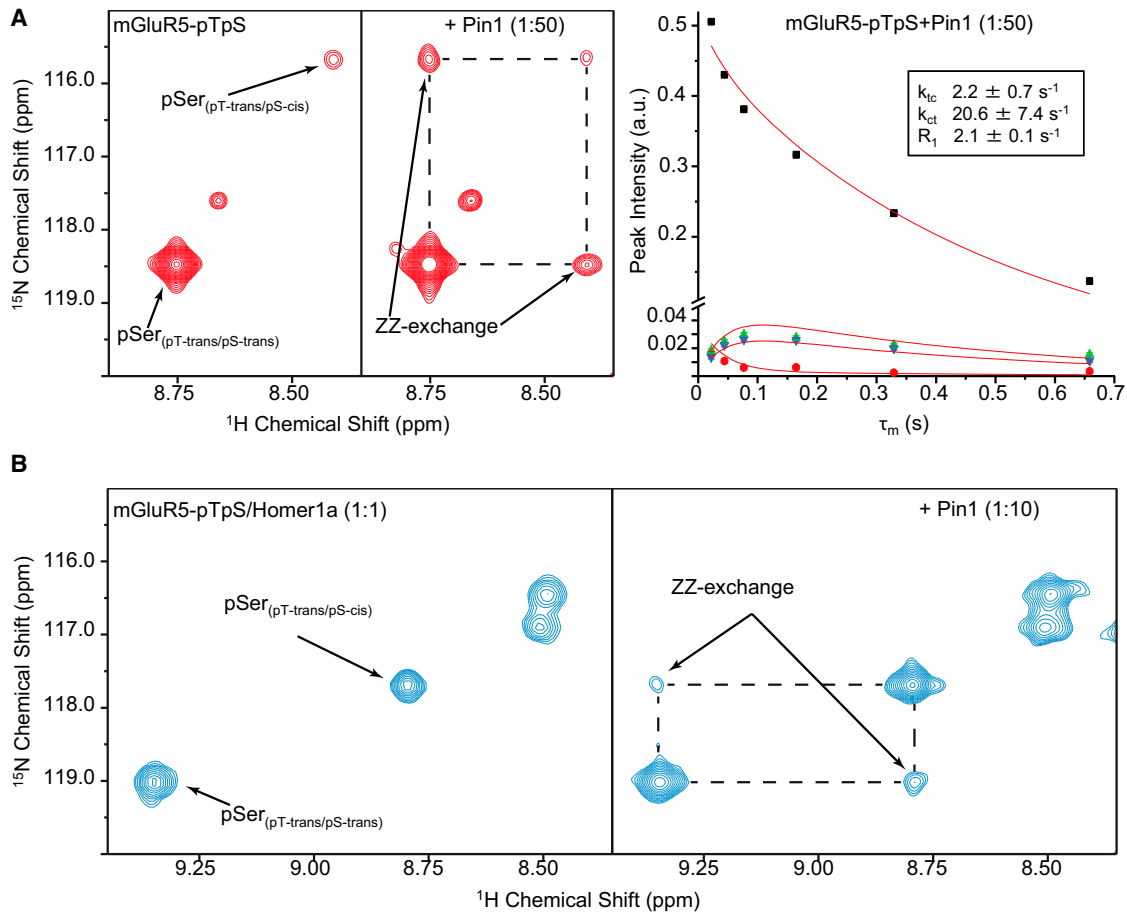 A
mGluR5-pTpS
+ Pin1 (1:50)
pSer(pT-trans/pS-cis)
pSer(pT-trans/pS-trans)
ZZ-exchange
116.0
117.0
118.0
119.0
15N Chemical Shift (ppm)
8.75
8.50
8.75
8.50
1H Chemical Shift (ppm)
mGluR5-pTpS+Pin1 (1:50)
ktc 2.2 ± 0.7 s-1
kct 20.6 ± 7.4 s-1
R1 2.1 ± 0.1 s-1
Peak Intensity (a.u.)
0.5
0.4
0.3
0.2
0.04
0.02
0
0.1
0.2
0.3
0.4
0.5
0.6
0.7
τm (s)
B
mGluR5-pTpS/Homer1a (1:1)
+ Pin1 (1:10)
pSer(pT-trans/pS-cis)
pSer(pT-trans/pS-trans)
ZZ-exchange
116.0
117.0
118.0
119.0
15N Chemical Shift (ppm)
9.25
9.00
8.75
8.50
9.25
9.00
8.75
8.50
1H Chemical Shift (ppm)